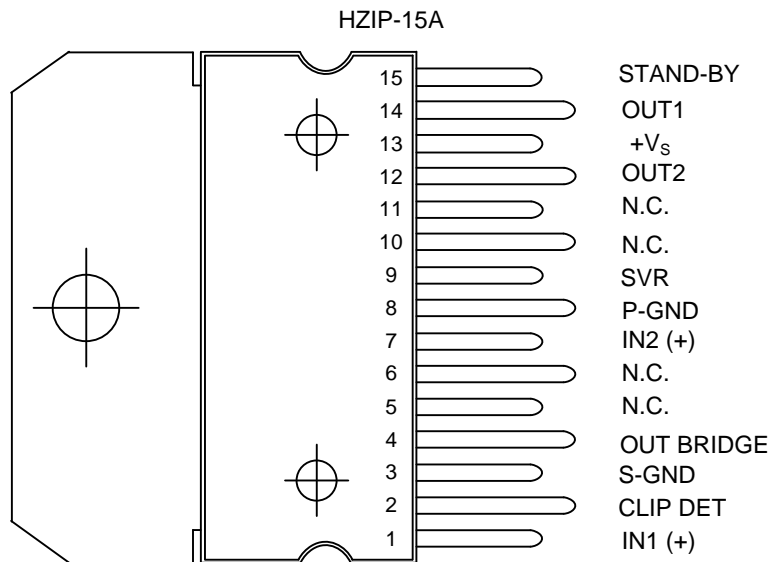 HZIP-15A
15 STAND-BY
14 OUT1
13 +VS
12 OUT2
11 N.C.
10 N.C.
9 SVR
8 P-GND
7 IN2 (+)
6 N.C.
5 N.C.
4 OUT BRIDGE
3 S-GND
2 CLIP DET
1 IN1 (+)